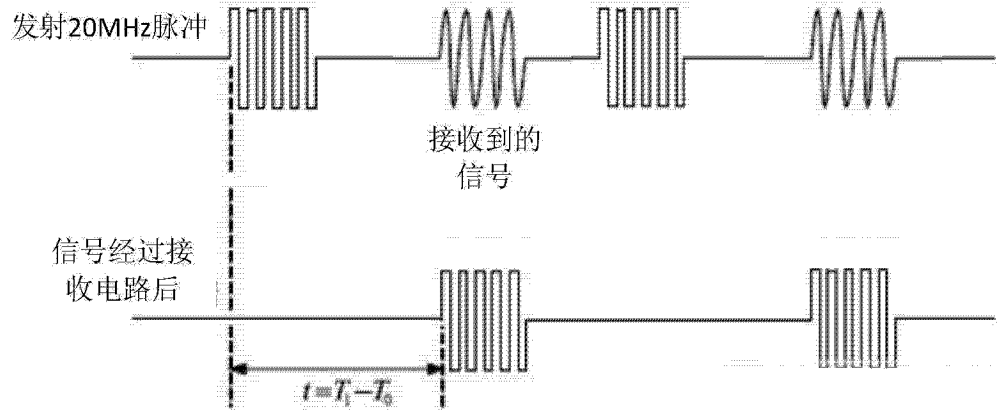 发射20MHz脉冲
接收到的
信号
信号经过接
收电路后
t=T₁-T₀